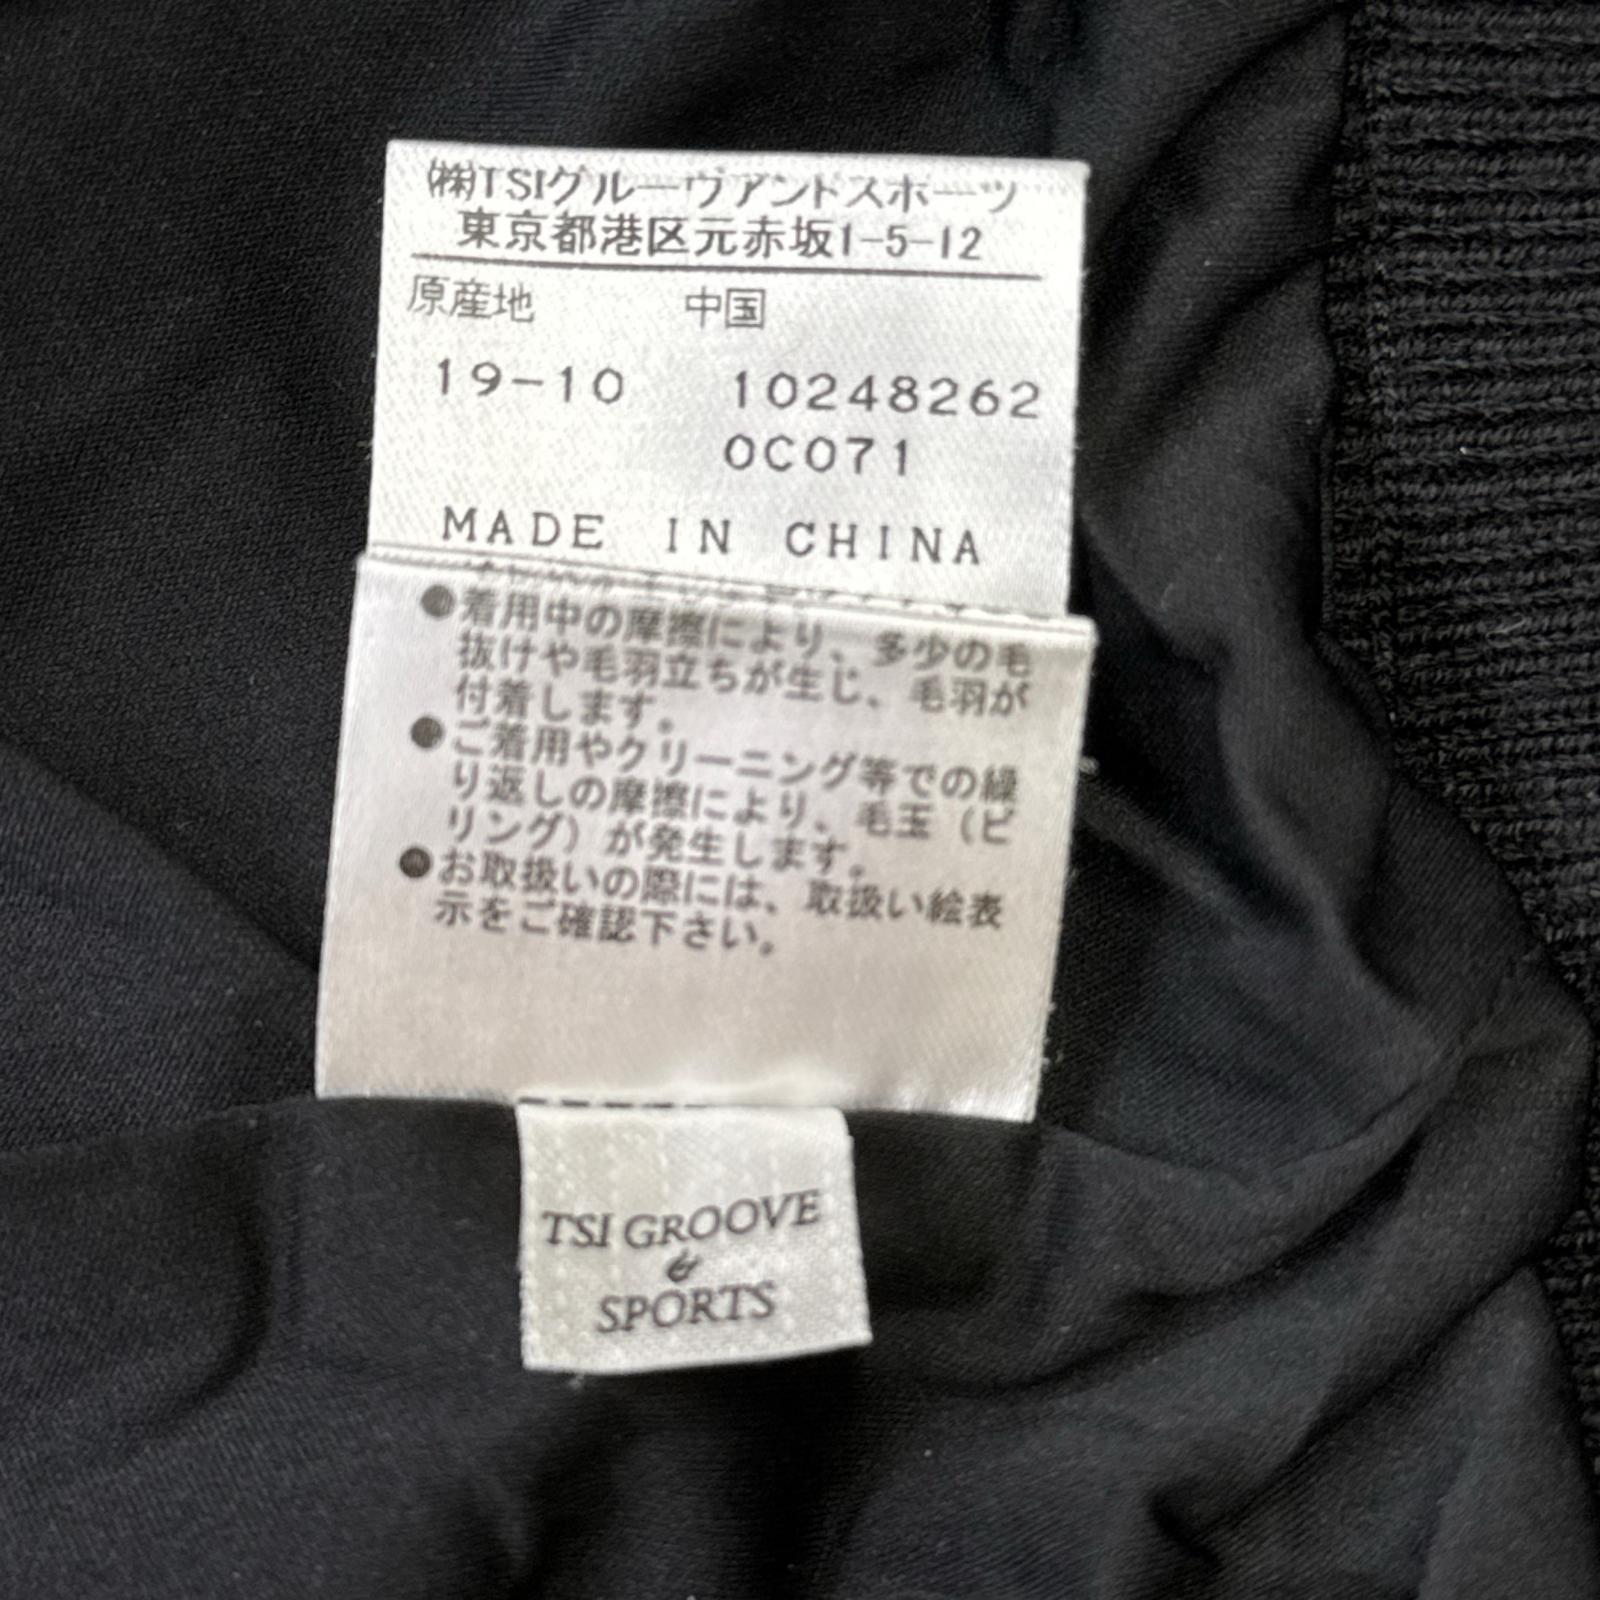 ㈱TSIグルーヴアンドスポーツ
東京都港区元赤坂1-5-12
原産地 中国
19-10 10248262
0C071
MADE IN CHINA
●着用中の摩擦により、多少の毛
抜けや毛羽立ちが生じ、毛羽が
付着します。
●ご着用やクリーニング等での繰
り返しの摩擦により、毛玉（ピ
リング）が発生します。
●お取扱いの際には、取扱い絵表
示をご確認下さい。
TSI GROOVE
&
SPORTS